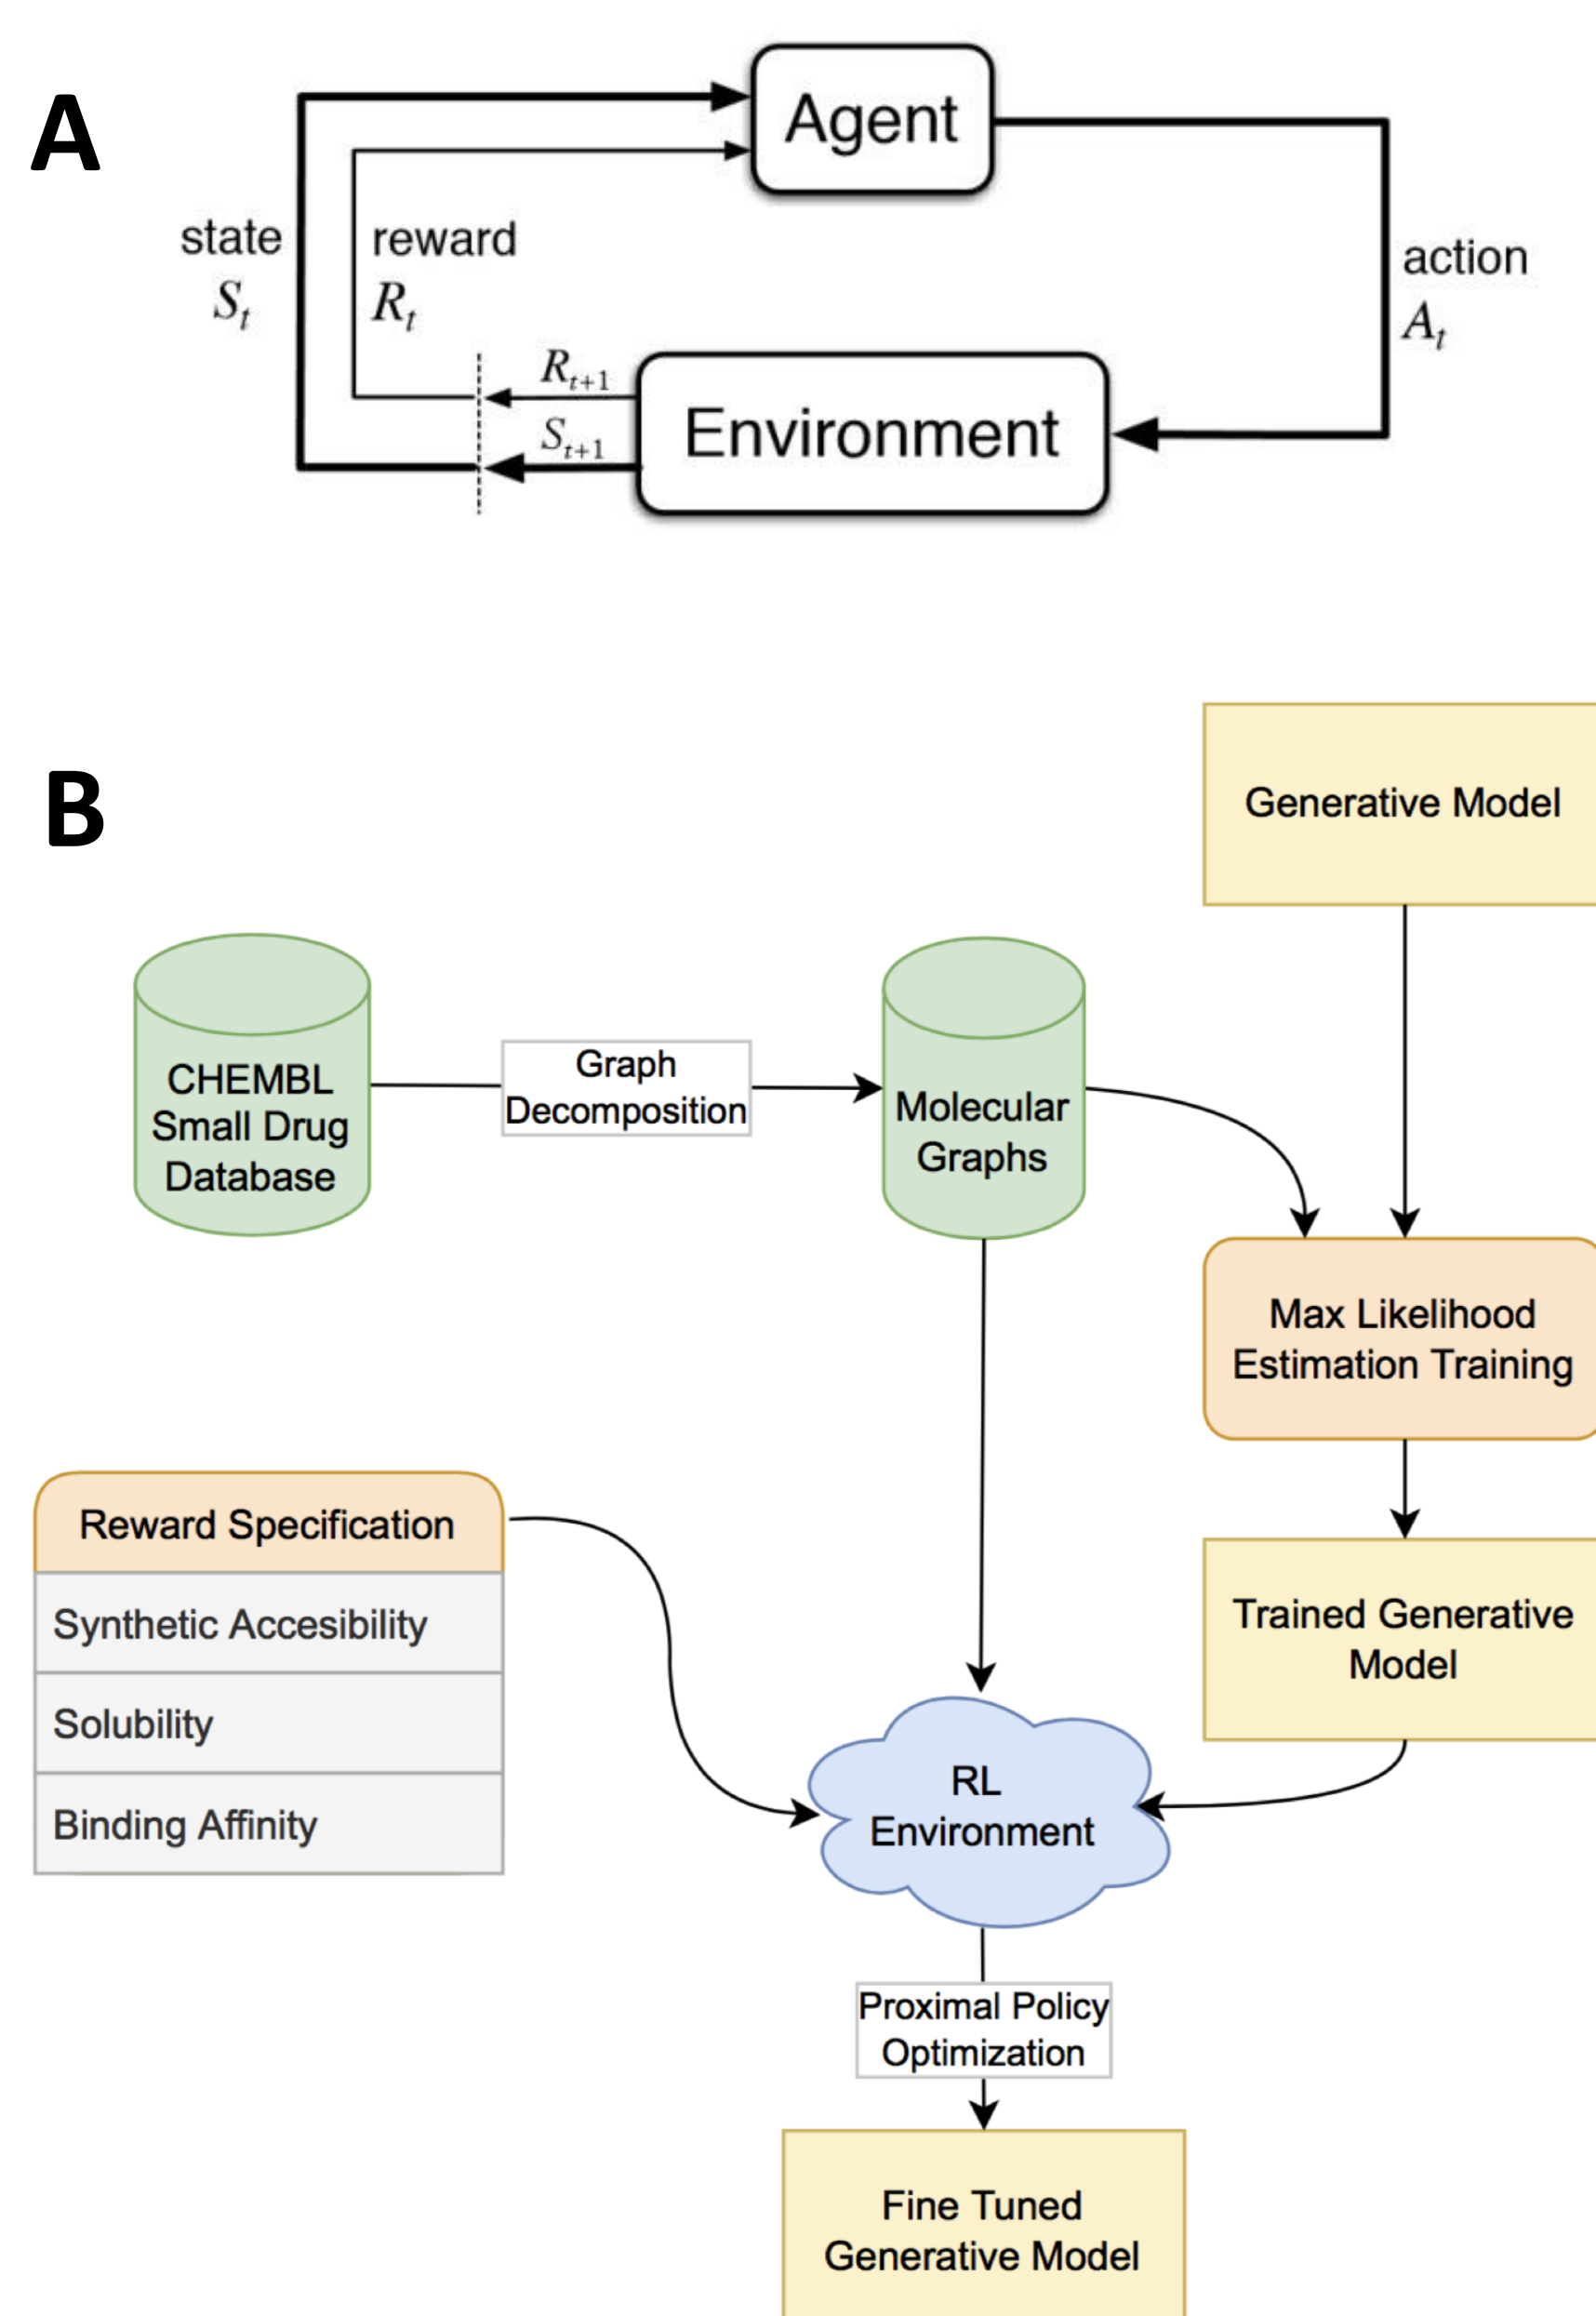 A
Agent
state
S_t
reward
R_t
action
A_t
R_{t+1}
S_{t+1}
Environment
B
Generative Model
CHEMBL
Small Drug
Database
Graph
Decomposition
Molecular
Graphs
Max Likelihood
Estimation Training
Reward Specification
Synthetic Accesibility
Solubility
Binding Affinity
Trained Generative
Model
RL
Environment
Proximal Policy
Optimization
Fine Tuned
Generative Model